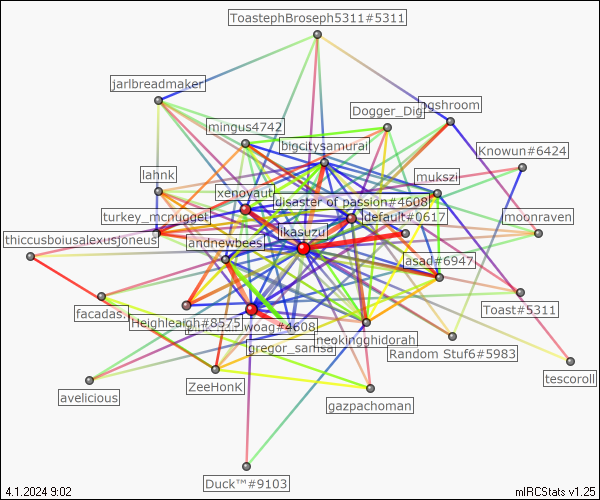 ToastephBroseph5311#5311
jarlbreadmaker
Dogger_Dig
ngshroom
mingus4742
bigcitysamurai
Knowun#6424
lahnk
mukszi
xenoyaut
disaster of passion#4608
turkey_mcnugget
default#0617
moonraven
ikasuzu
thiccusboiusalexusjoneus
andnewbees
asad#6947
facadas.
Toast#5311
Heighleaigh#8575
woag#4608
neokingghidorah
gregor_samsa
Random Stuf6#5983
tescoroll
avelicious
ZeeHonK
gazpachoman
Duck™#9103
4.1.2024 9:02
mIRCStats v1.25